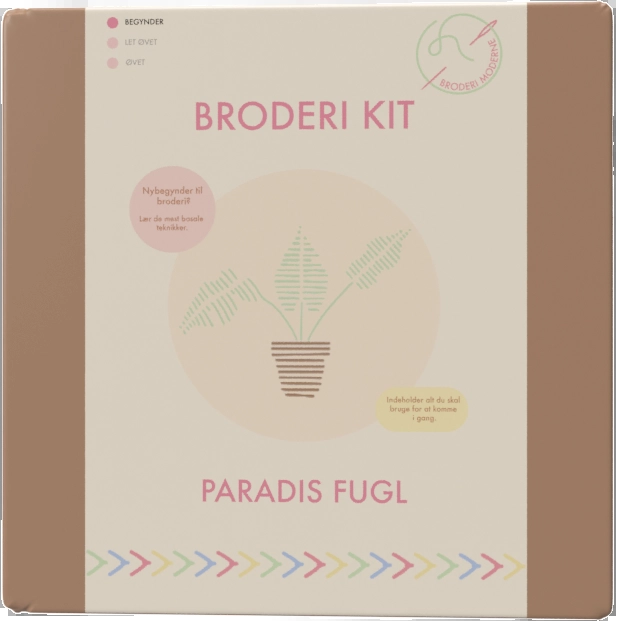 BEGYNDER
LET ØVET
ØVET
BRODERI MODERNE
BRODERI KIT
Nybegynder til
broderi?
Lær de mest basale
teknikker.
Indeholder alt du skal
bruge for at komme
i gang.
PARADIS FUGL